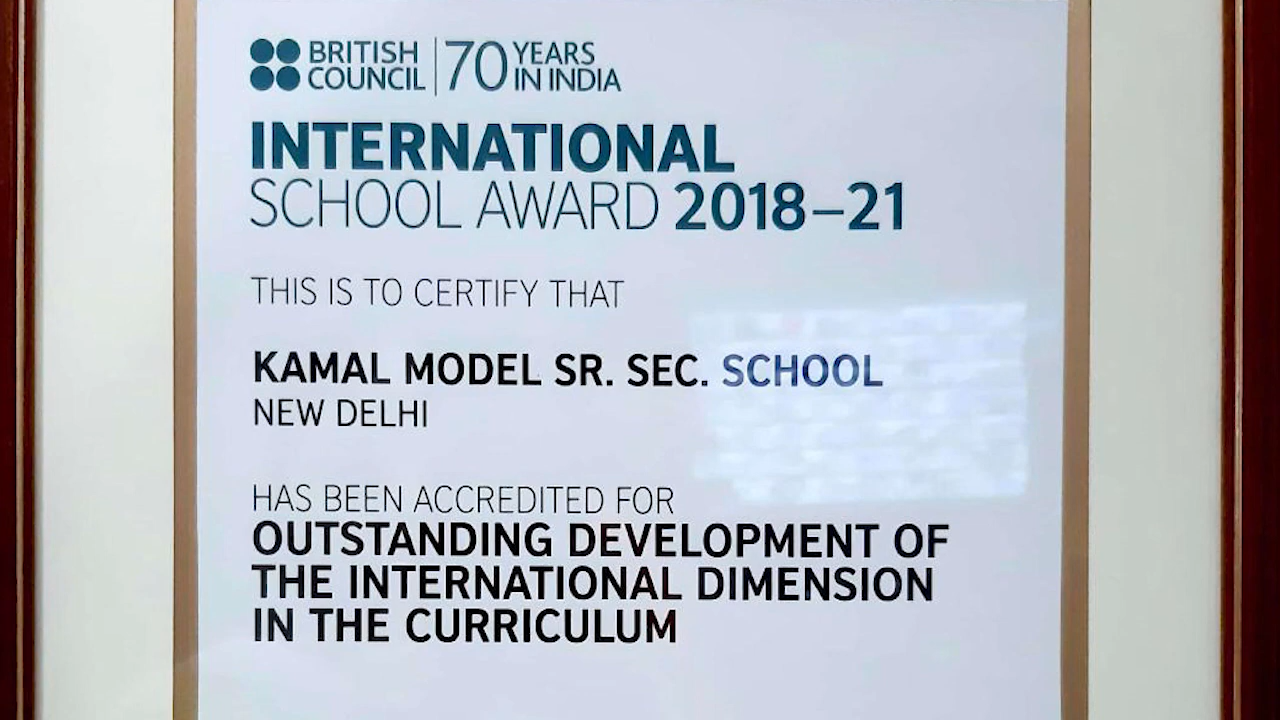 BRITISH COUNCIL | 70 YEARS IN INDIA
INTERNATIONAL
SCHOOL AWARD 2018–21
THIS IS TO CERTIFY THAT
KAMAL MODEL SR. SEC. SCHOOL
NEW DELHI
HAS BEEN ACCREDITED FOR
OUTSTANDING DEVELOPMENT OF
THE INTERNATIONAL DIMENSION
IN THE CURRICULUM